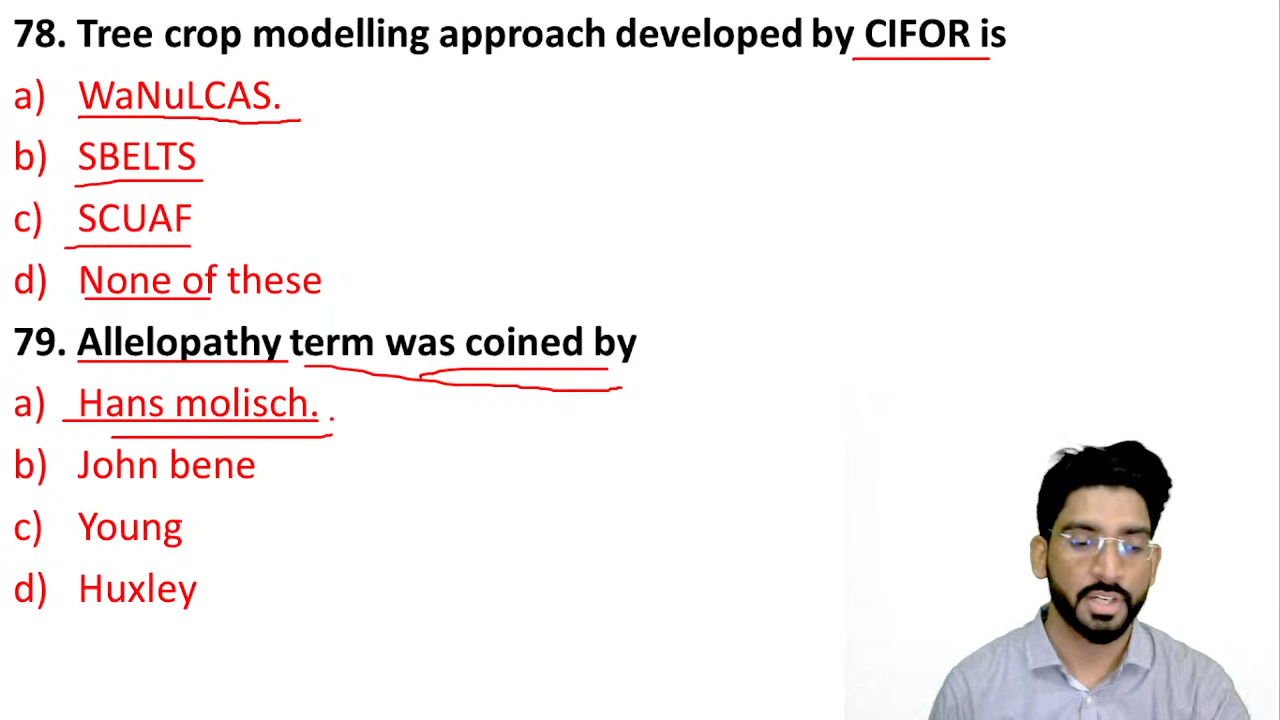 78. Tree crop modelling approach developed by CIFOR is
a) WaNuLCAS.
b) SBELTS
c) SCUAF
d) None of these
79. Allelopathy term was coined by
a) Hans molisch.
b) John bene
c) Young
d) Huxley